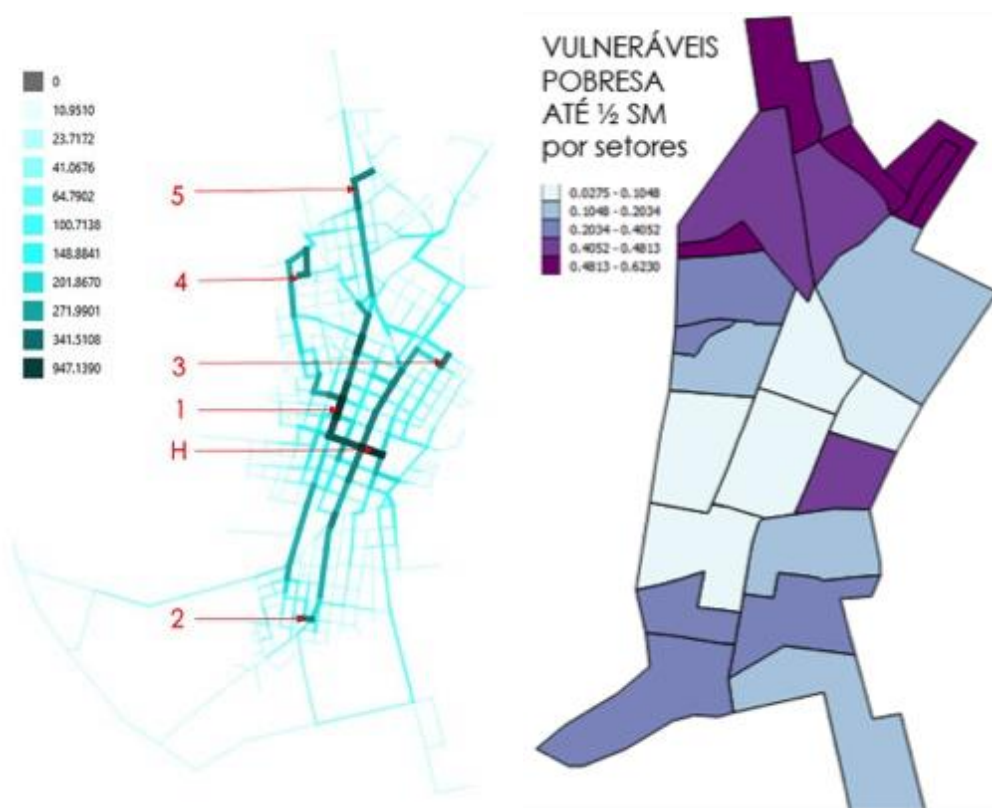 0
10.9510
23.7172
41.0676
64.7902
100.7138
148.8841
201.8670
271.9901
341.5108
947.1390
5
4
3
1
H
2
VULNERÁVEIS
POBRESA
ATÉ ½ SM
por setores
0.0275 - 0.1048
0.1048 - 0.2034
0.2034 - 0.4052
0.4052 - 0.4813
0.4813 - 0.6230